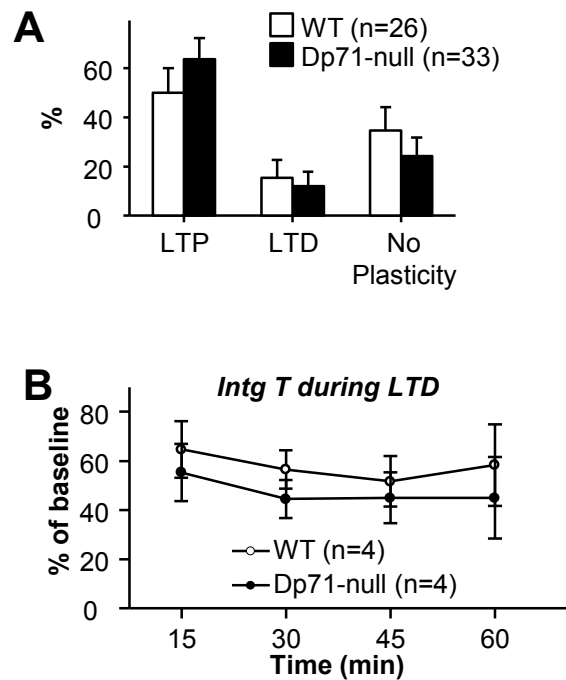 A
WT (n=26)
Dp71-null (n=33)
%
60
40
20
0
LTP
LTD
No
Plasticity
B
Intg T during LTD
% of baseline
80
60
40
20
0
WT (n=4)
Dp71-null (n=4)
15
30
45
60
Time (min)